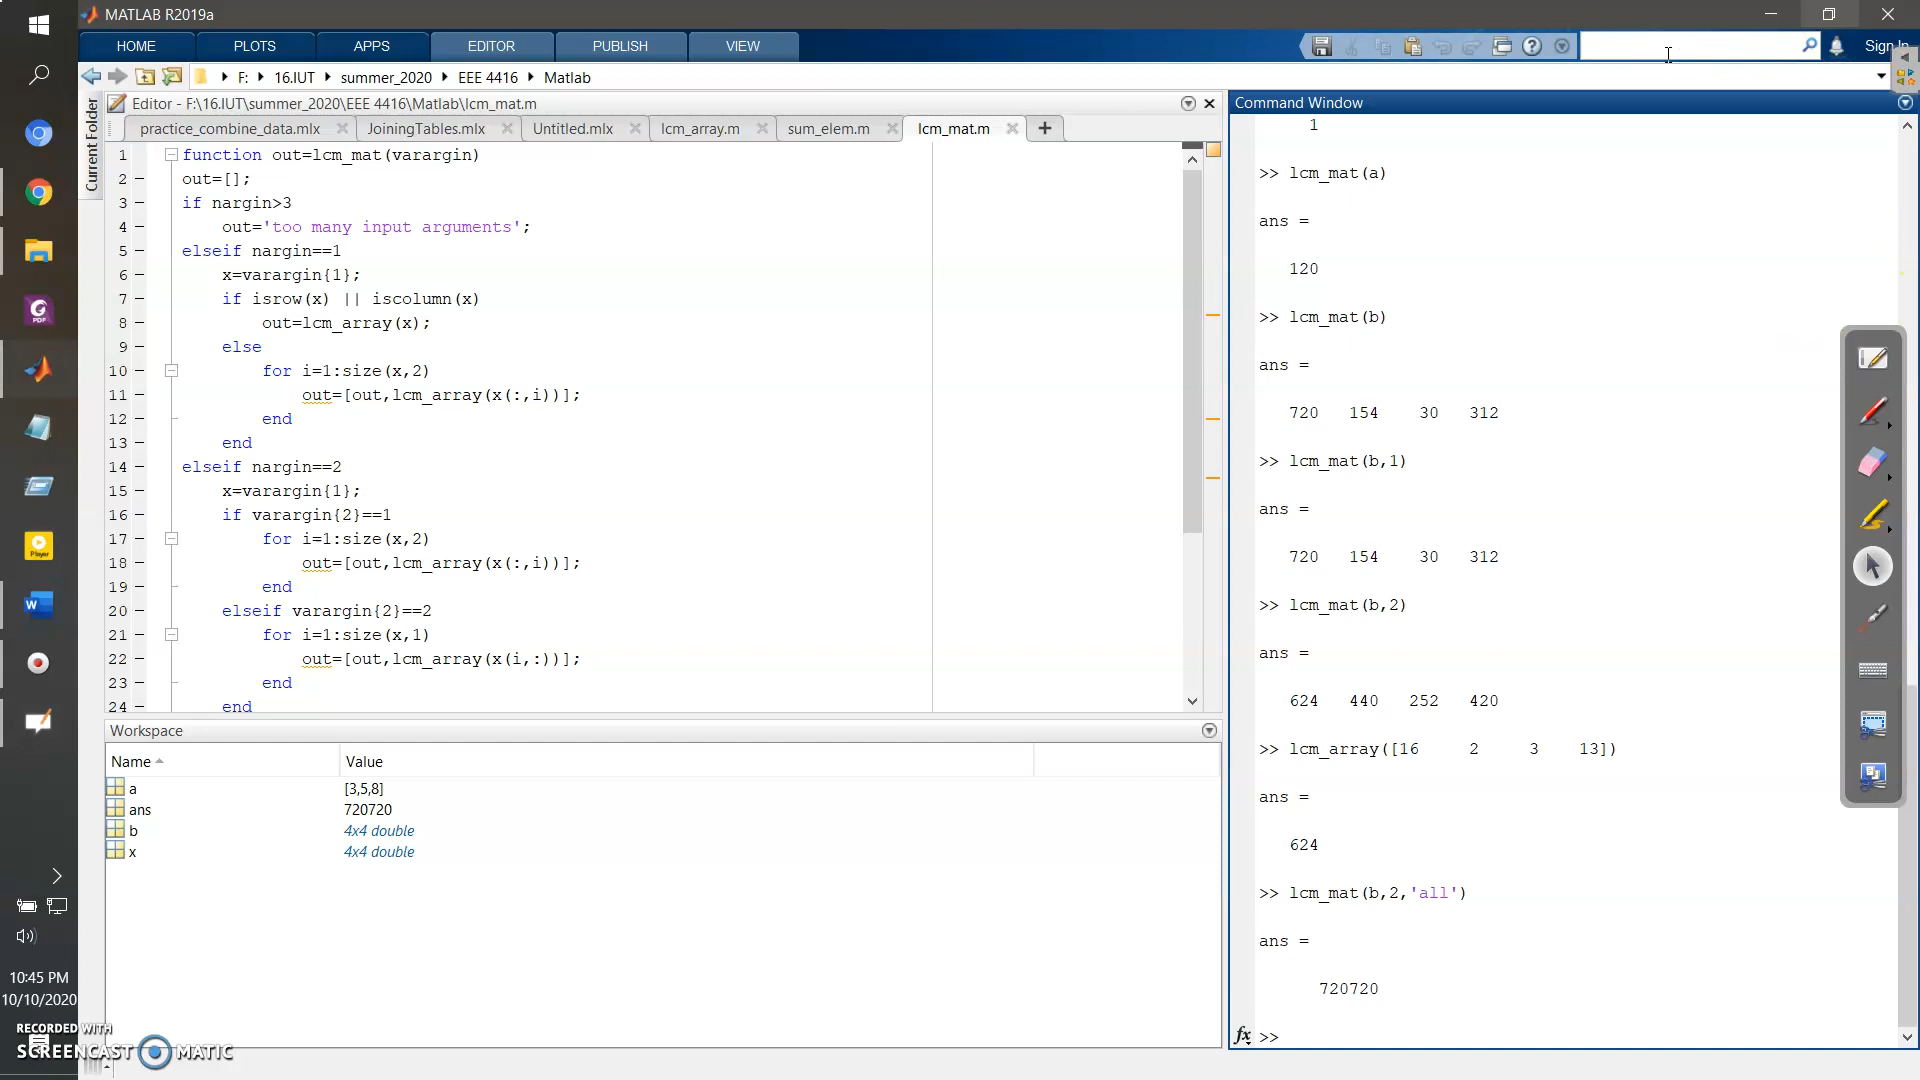 MATLAB R2019a
HOME PLOTS APPS EDITOR PUBLISH VIEW
Sign In
F: 16.IUT summer_2020 EEE 4416 Matlab
Current Folder
Editor - F:\16.IUT\summer_2020\EEE 4416\Matlab\lcm_mat.m
practice_combine_data.mlx JoiningTables.mlx Untitled.mlx lcm_array.m sum_elem.m lcm_mat.m
1 function out=lcm_mat(varargin)
2 out=[];
3 if nargin>3
4 out='too many input arguments';
5 elseif nargin==1
6 x=varargin{1};
7 if isrow(x) || iscolumn(x)
8 out=lcm_array(x);
9 else
10 for i=1:size(x,2)
11 out=[out,lcm_array(x(:,i))];
12 end
13 end
14 elseif nargin==2
15 x=varargin{1};
16 if varargin{2}==1
17 for i=1:size(x,2)
18 out=[out,lcm_array(x(:,i))];
19 end
20 elseif varargin{2}==2
21 for i=1:size(x,1)
22 out=[out,lcm_array(x(i,:))];
23 end
24 end
Workspace
Name Value
a [3,5,8]
ans 720720
b 4x4 double
x 4x4 double
Command Window
1
>> lcm_mat(a)
ans =
120
>> lcm_mat(b)
ans =
720 154 30 312
>> lcm_mat(b,1)
ans =
720 154 30 312
>> lcm_mat(b,2)
ans =
624 440 252 420
>> lcm_array([16 2 3 13])
ans =
624
>> lcm_mat(b,2,'all')
ans =
720720
fx >>
PDF
Player
W
10:45 PM
10/10/2020
RECORDED WITH
SCREENCAST MATIC